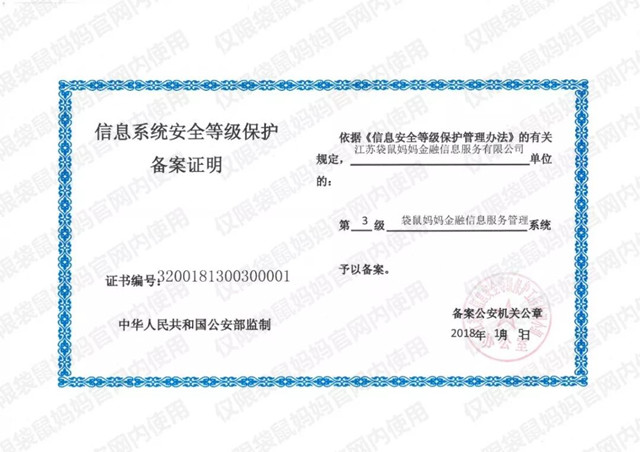 信息系统安全等级保护
备案证明
证书编号:3200181300300001
中华人民共和国公安部监制
依据《信息安全等级保护管理办法》的有关
规定，江苏袋鼠妈妈金融信息服务有限公司单位
的：
第 3 级 袋鼠妈妈金融信息服务管理 系统
予以备案。
备案公安机关公章
2018年 1月 5 日
仅限袋鼠妈妈官网内使用